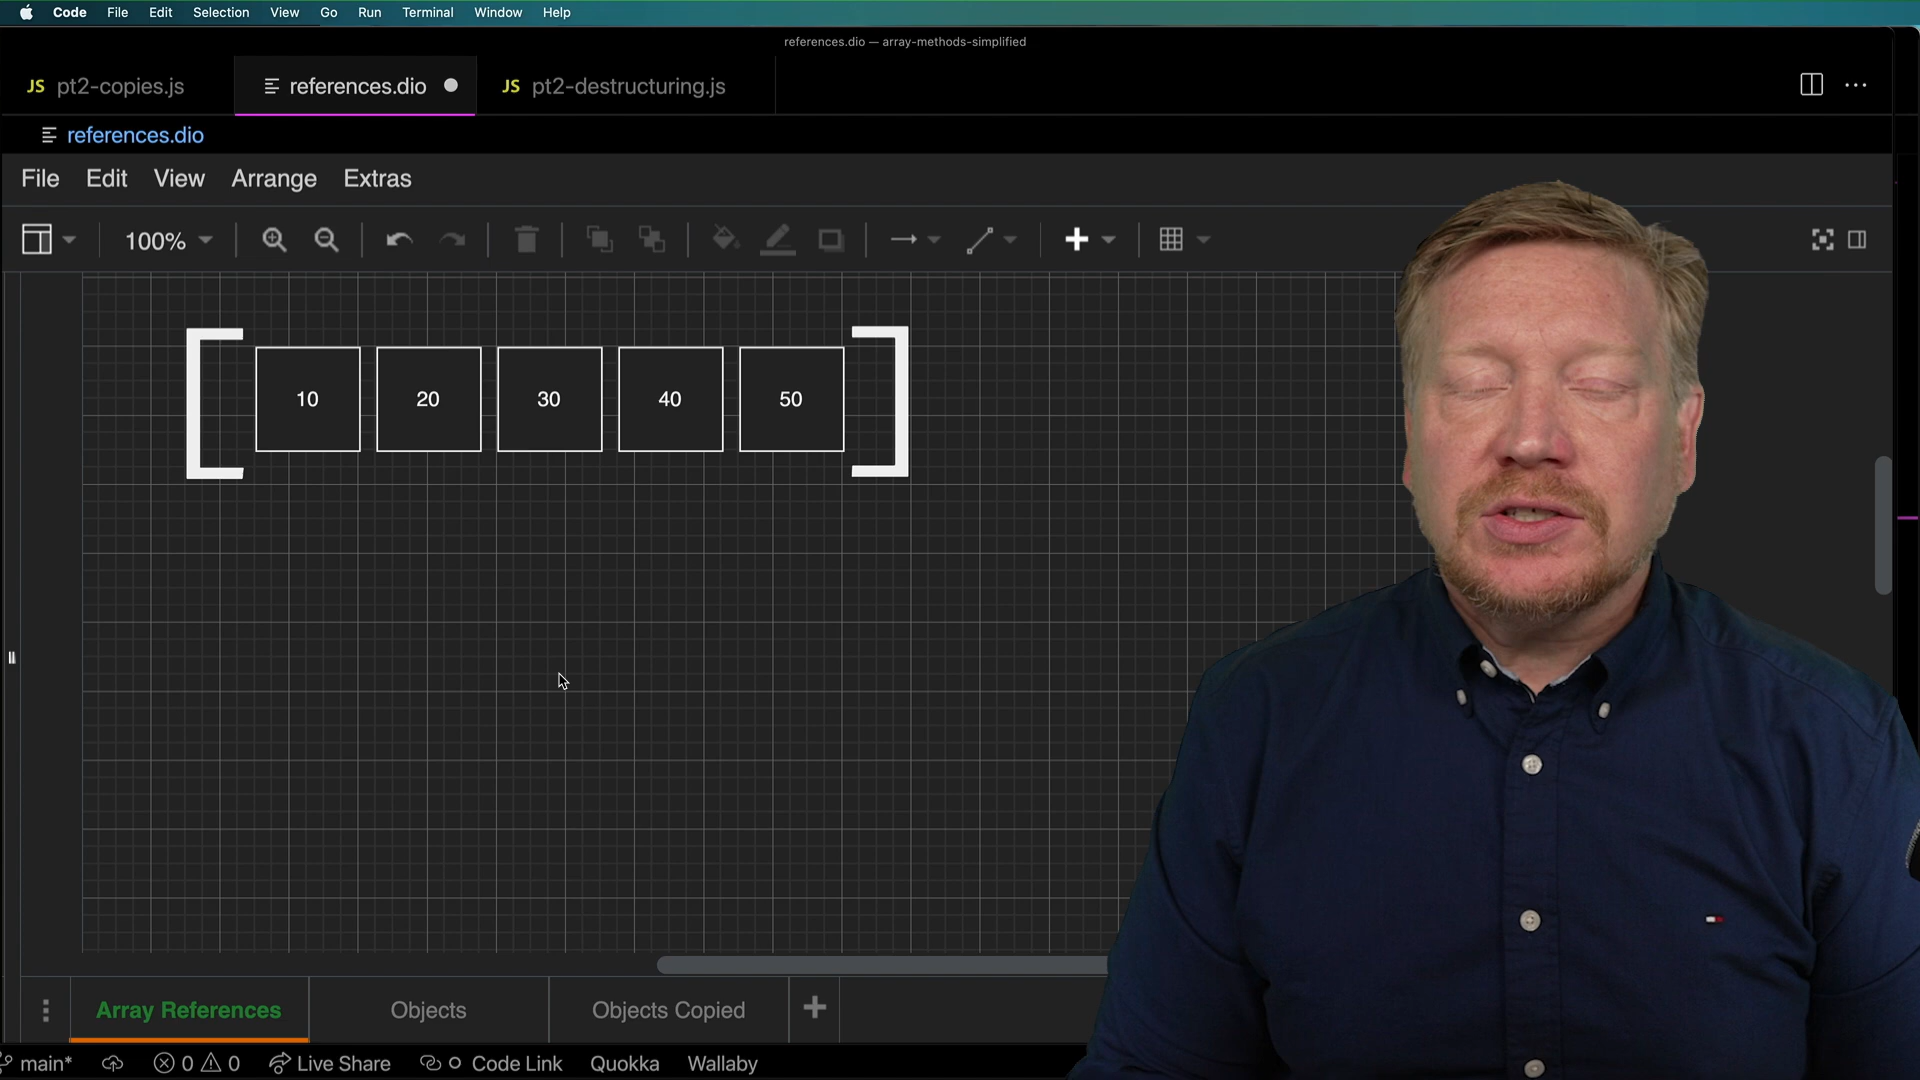 Code File Edit Selection View Go Run Terminal Window Help
references.dio — array-methods-simplified
JS pt2-copies.js references.dio JS pt2-destructuring.js
references.dio
File Edit View Arrange Extras
100%
10 20 30 40 50
Array References Objects Objects Copied
main* 0 0 Live Share Code Link Quokka Wallaby